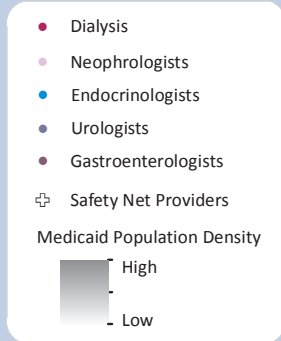 Dialysis
Neophrologists
Endocrinologists
Urologists
Gastroenterologists
Safety Net Providers
Medicaid Population Density
High
Low